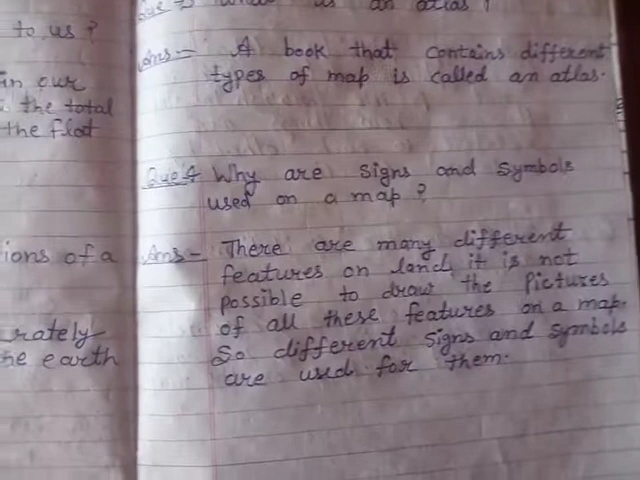 to us?
in our
the total
the flat
ions of a
rately
he earth
an atlas?
Ans- A book that contains different
types of map is called an atlas.
Que 4 Why are signs and symbols
used on a map?
Ans- There are many different
features on land, it is not
possible to draw the pictures
of all these features on a map.
So different signs and symbols
are used for them.